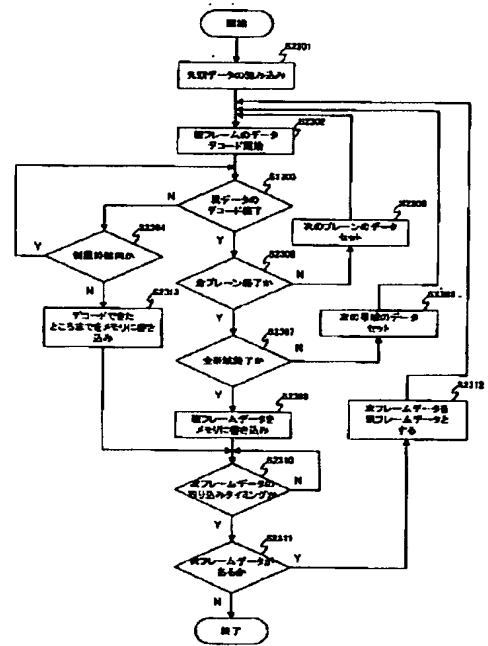 開始
S2301
先頭データの読み込み
S2302
現フレームのデータ
デコード開始
S2303
現データの
デコード終了
N
Y
S2304
制限時間内か
Y
N
S2313
デコードできた
ところまでをメモリに書き込み
全プレーン終了か
N
Y
次のプレーンのデータ
セット
S2307
全帯域終了か
N
Y
次の帯域のデータ
セット
現フレームデータを
メモリに書き込み
S2310
次フレームデータの
取り込みタイミングか
N
Y
S2311
次フレームデータが
あるか
Y
N
S2312
次フレームデータを
現フレームデータと
する
終了